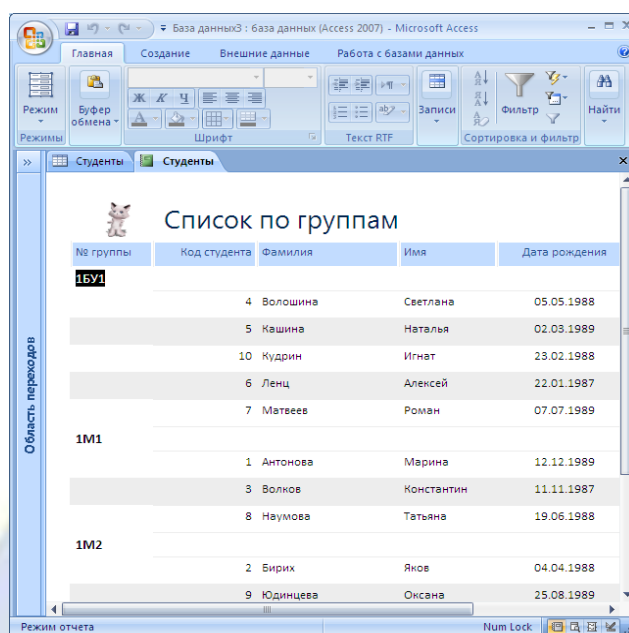 База данных3 : база данных (Access 2007) - Microsoft Access
Главная Создание Внешние данные Работа с базами данных
Режим
Буфер обмена
Ж К Ч
Записи
Фильтр
Найти
Режимы Шрифт Текст RTF Сортировка и фильтр
Студенты Студенты
Область переходов
Список по группам
№ группы Код студента Фамилия Имя Дата рождения
1БУ1
4 Волошина Светлана 05.05.1988
5 Кашина Наталья 02.03.1989
10 Кудрин Игнат 23.02.1988
6 Ленц Алексей 22.01.1987
7 Матвеев Роман 07.07.1989
1М1
1 Антонова Марина 12.12.1989
3 Волков Константин 11.11.1987
8 Наумова Татьяна 19.06.1988
1М2
2 Бирих Яков 04.04.1988
9 Юдинцева Оксана 25.08.1989
Режим отчета Num Lock